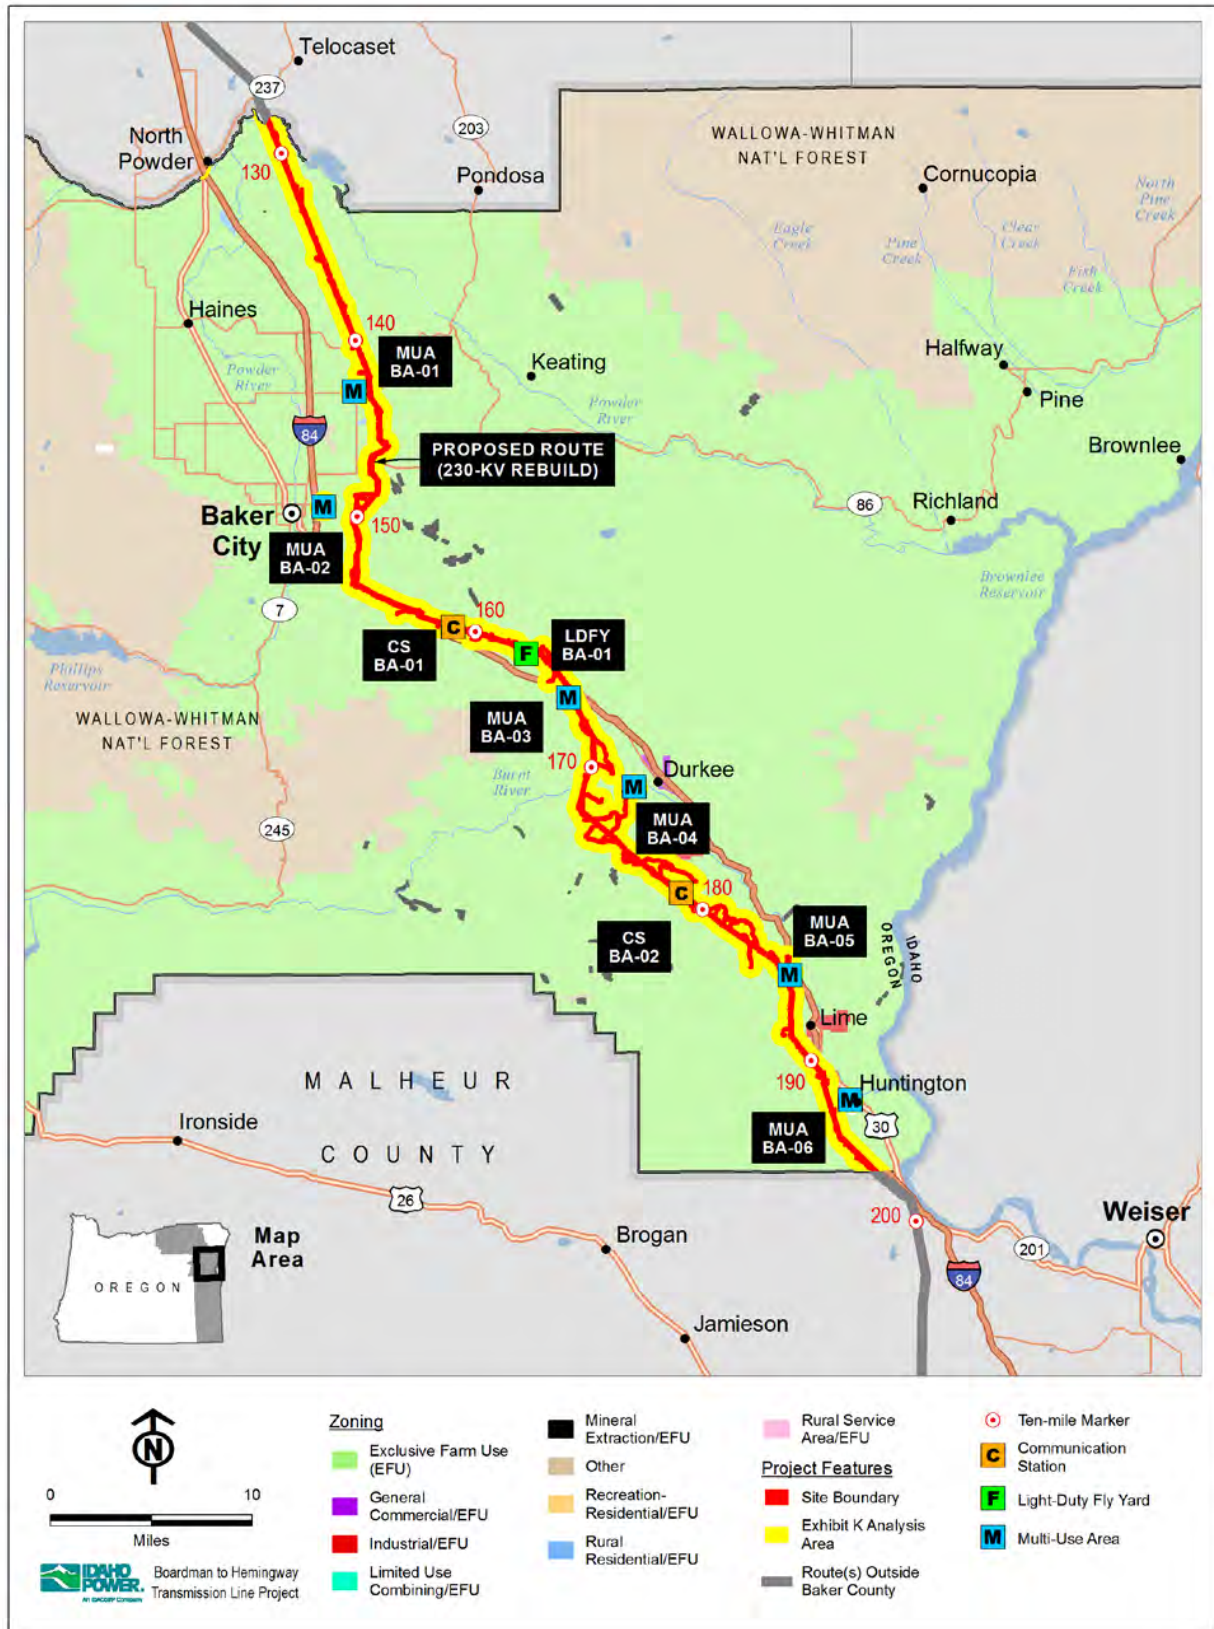 Telocaset
237
North
Powder
130
203
Pondosa
WALLOWA-WHITMAN
NAT'L FOREST
Cornucopia
North
Pine
Creek
Eagle
Creek
Pine
Creek
Clear
Creek
Fish
Creek
Haines
140
MUA
BA-01
Keating
Halfway
Pine
Powder
River
Powder
River
84
PROPOSED ROUTE
(230-KV REBUILD)
Brownlee
M
Baker
City
M
150
MUA
BA-02
86
Richland
Brownlee
Reservoir
7
160
C
CS
BA-01
F
LDFY
BA-01
Phillips
Reservoir
WALLOWA-WHITMAN
NAT'L FOREST
M
MUA
BA-03
170
Burnt
River
M
Durkee
MUA
BA-04
245
C
180
CS
BA-02
MUA
BA-05
M
IDAHO
OREGON
Lime
190
M
Huntington
MUA
BA-06
30
MALHEUR
COUNTY
Ironside
26
200
Weiser
201
84
Brogan
Jamieson
Map
Area
OREGON
N
0 10
Miles
IDAHO
POWER.
An IDACORP Company
Boardman to Hemingway
Transmission Line Project
Zoning
Exclusive Farm Use
(EFU)
General
Commercial/EFU
Industrial/EFU
Limited Use
Combining/EFU
Mineral
Extraction/EFU
Other
Recreation-
Residential/EFU
Rural
Residential/EFU
Rural Service
Area/EFU
Project Features
Site Boundary
Exhibit K Analysis
Area
Route(s) Outside
Baker County
Ten-mile Marker
C Communication
Station
F Light-Duty Fly Yard
M Multi-Use Area